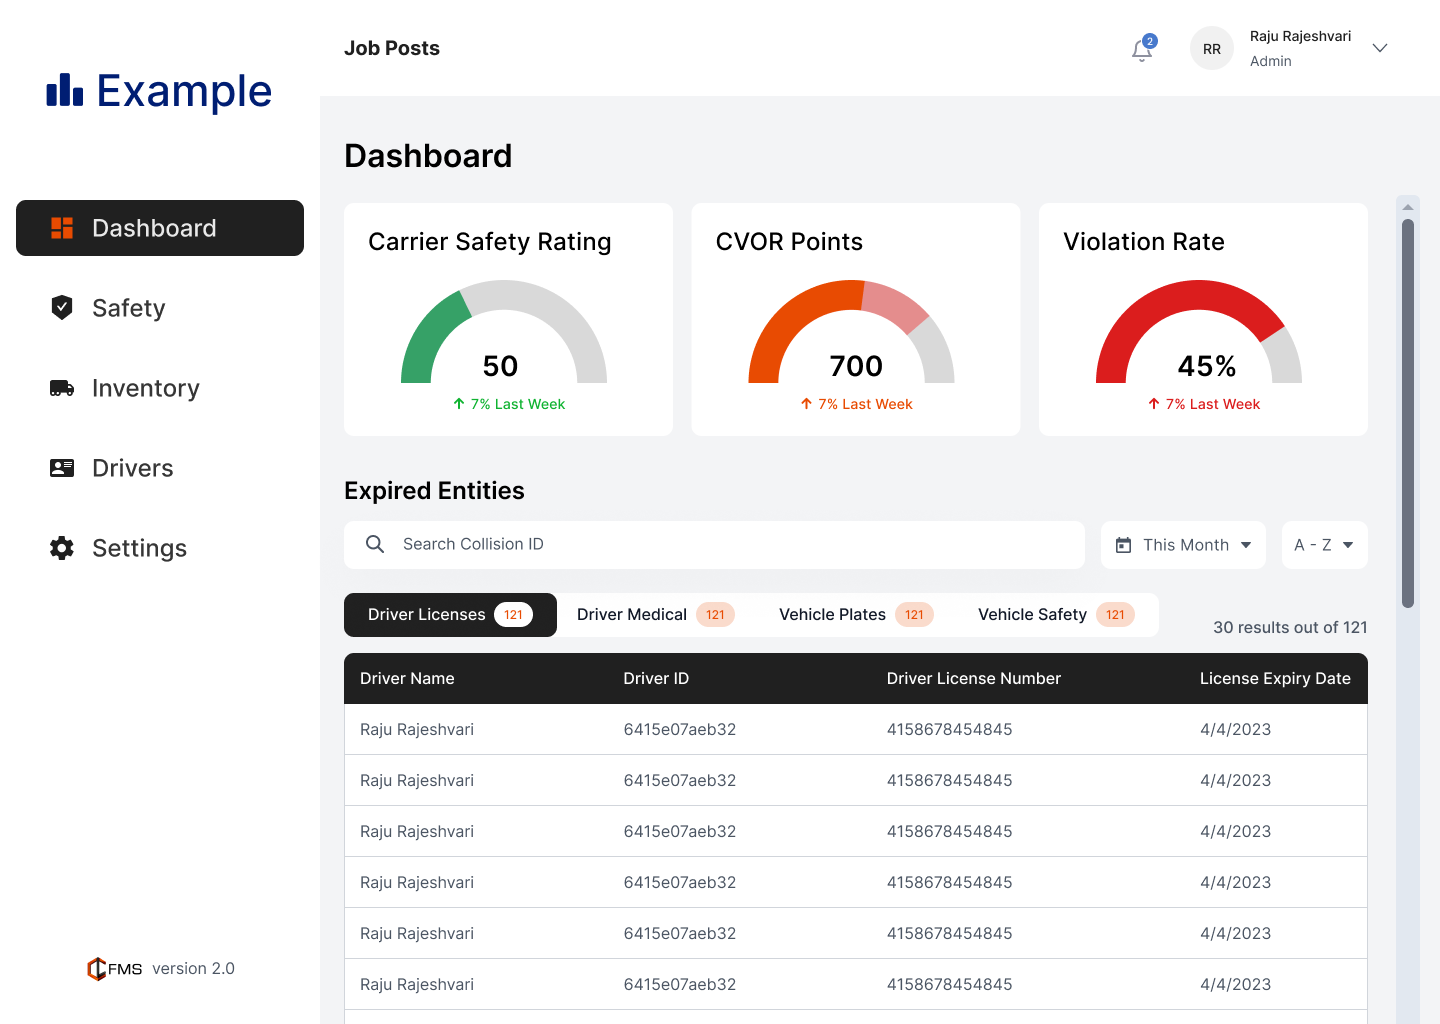 Example
Dashboard
Safety
Inventory
Drivers
Settings
FMS version 2.0
Job Posts
2
RR
Raju Rajeshvari
Admin
Dashboard
Carrier Safety Rating
50
7% Last Week
CVOR Points
700
7% Last Week
Violation Rate
45%
7% Last Week
Expired Entities
Search Collision ID
This Month
A - Z
Driver Licenses 121 Driver Medical 121 Vehicle Plates 121 Vehicle Safety 121
30 results out of 121
Driver Name Driver ID Driver License Number License Expiry Date
Raju Rajeshvari 6415e07aeb32 4158678454845 4/4/2023
Raju Rajeshvari 6415e07aeb32 4158678454845 4/4/2023
Raju Rajeshvari 6415e07aeb32 4158678454845 4/4/2023
Raju Rajeshvari 6415e07aeb32 4158678454845 4/4/2023
Raju Rajeshvari 6415e07aeb32 4158678454845 4/4/2023
Raju Rajeshvari 6415e07aeb32 4158678454845 4/4/2023